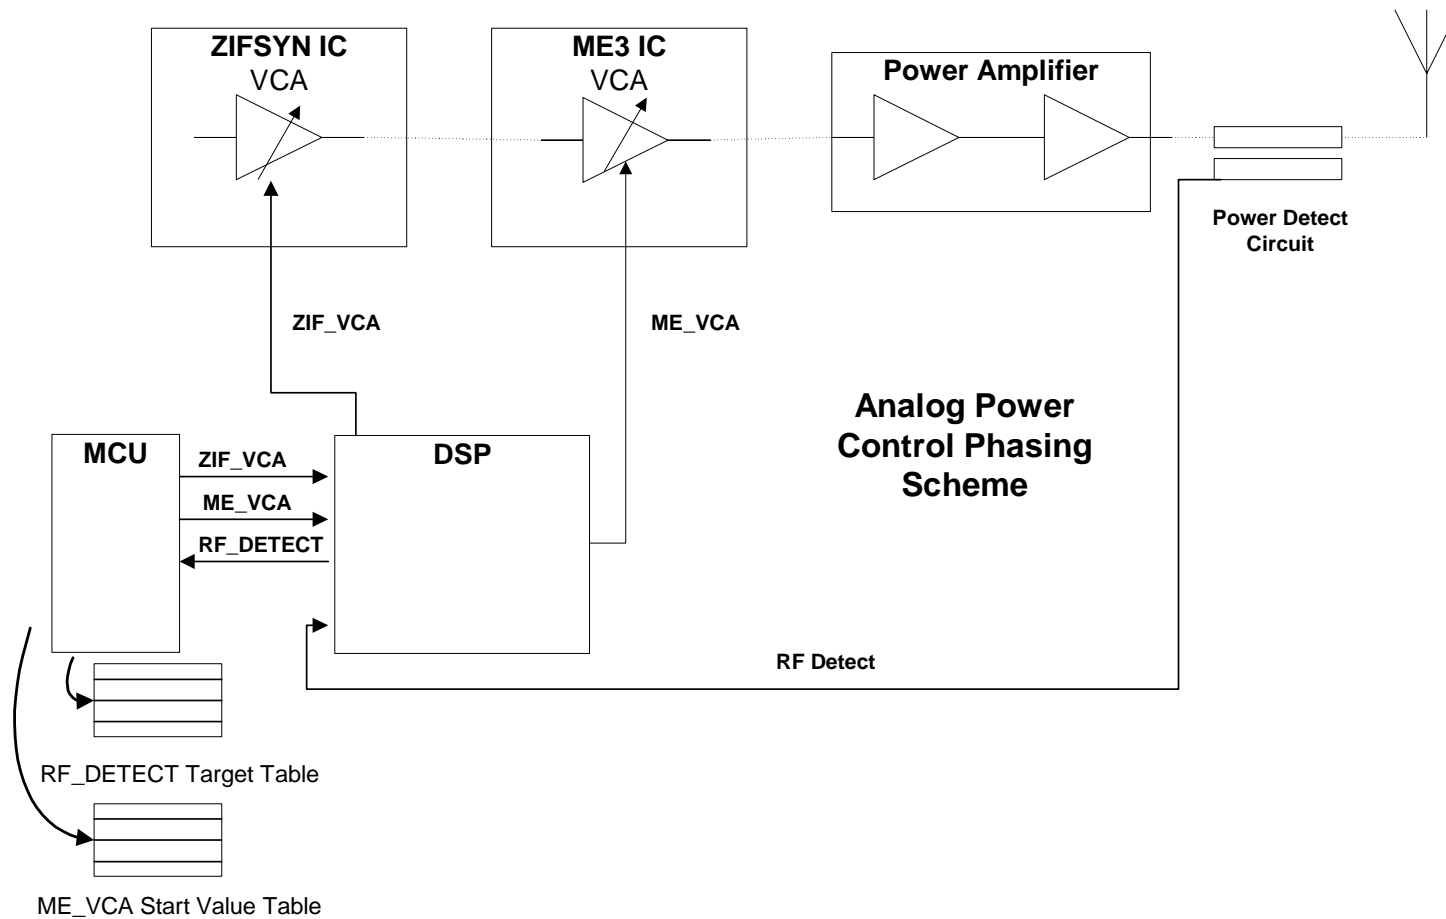 ZIFSYN IC
VCA
ME3 IC
VCA
Power Amplifier
Power Detect
Circuit
ZIF_VCA
ME_VCA
Analog Power
Control Phasing
Scheme
MCU
ZIF_VCA
ME_VCA
RF_DETECT
DSP
RF Detect
RF_DETECT Target Table
ME_VCA Start Value Table